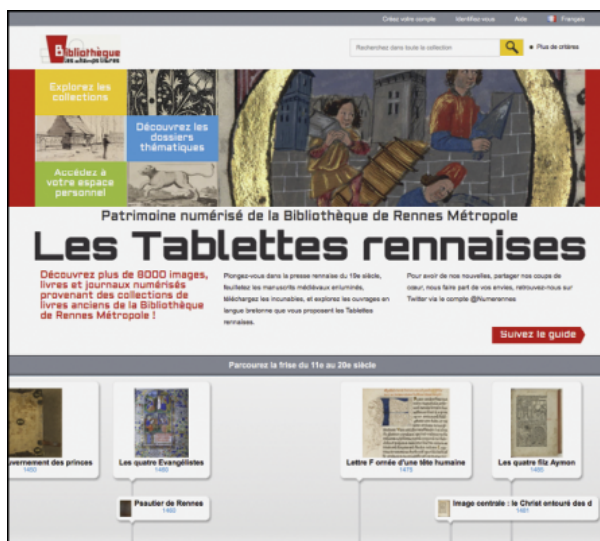 Créez votre compte Identifiez-vous Aide Français
Bibliothèque
les champs libres
Recherchez dans toute la collection
Plus de critères
Explorez les
collections
Découvrez les
dossiers
thématiques
Accédez à
votre espace
personnel
Patrimoine numérisé de la Bibliothèque de Rennes Métropole
Les Tablettes rennaises
Découvrez plus de 8000 images,
livres et journaux numérisés
provenant des collections de
livres anciens de la Bibliothèque
de Rennes Métropole !
Plongez-vous dans la presse rennaise du 19e siècle,
feuilletez les manuscrits médiévaux enluminés,
téléchargez les incunables, et explorez les ouvrages en
langue bretonne que vous proposent les Tablettes
rennaises.
Pour avoir de nos nouvelles, partager nos coups de
cœur, nous faire part de vos envies, retrouvez-nous sur
Twitter via le compte @Numerennes
Suivez le guide
Parcourez la frise du 11e au 20e siècle
uvernement des princes
1450
Les quatre Evangélistes
1460
Lettre F ornée d'une tête humaine
1475
Les quatre filz Aymon
1485
Psautier de Rennes
Image centrale : le Christ entouré des d
1481